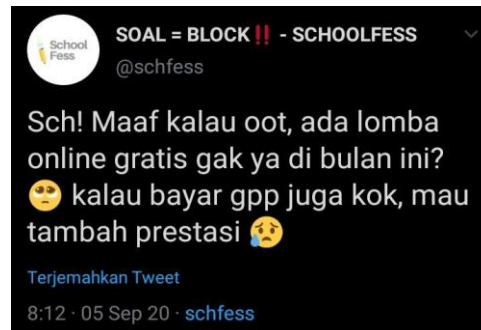 School
Fess
SOAL = BLOCK‼️ - SCHOOLFESS
@schfess
Sch! Maaf kalau oot, ada lomba
online gratis gak ya di bulan ini?
🥺 kalau bayar gpp juga kok, mau
tambah prestasi 😥
Terjemahkan Tweet
8:12 · 05 Sep 20 · schfess